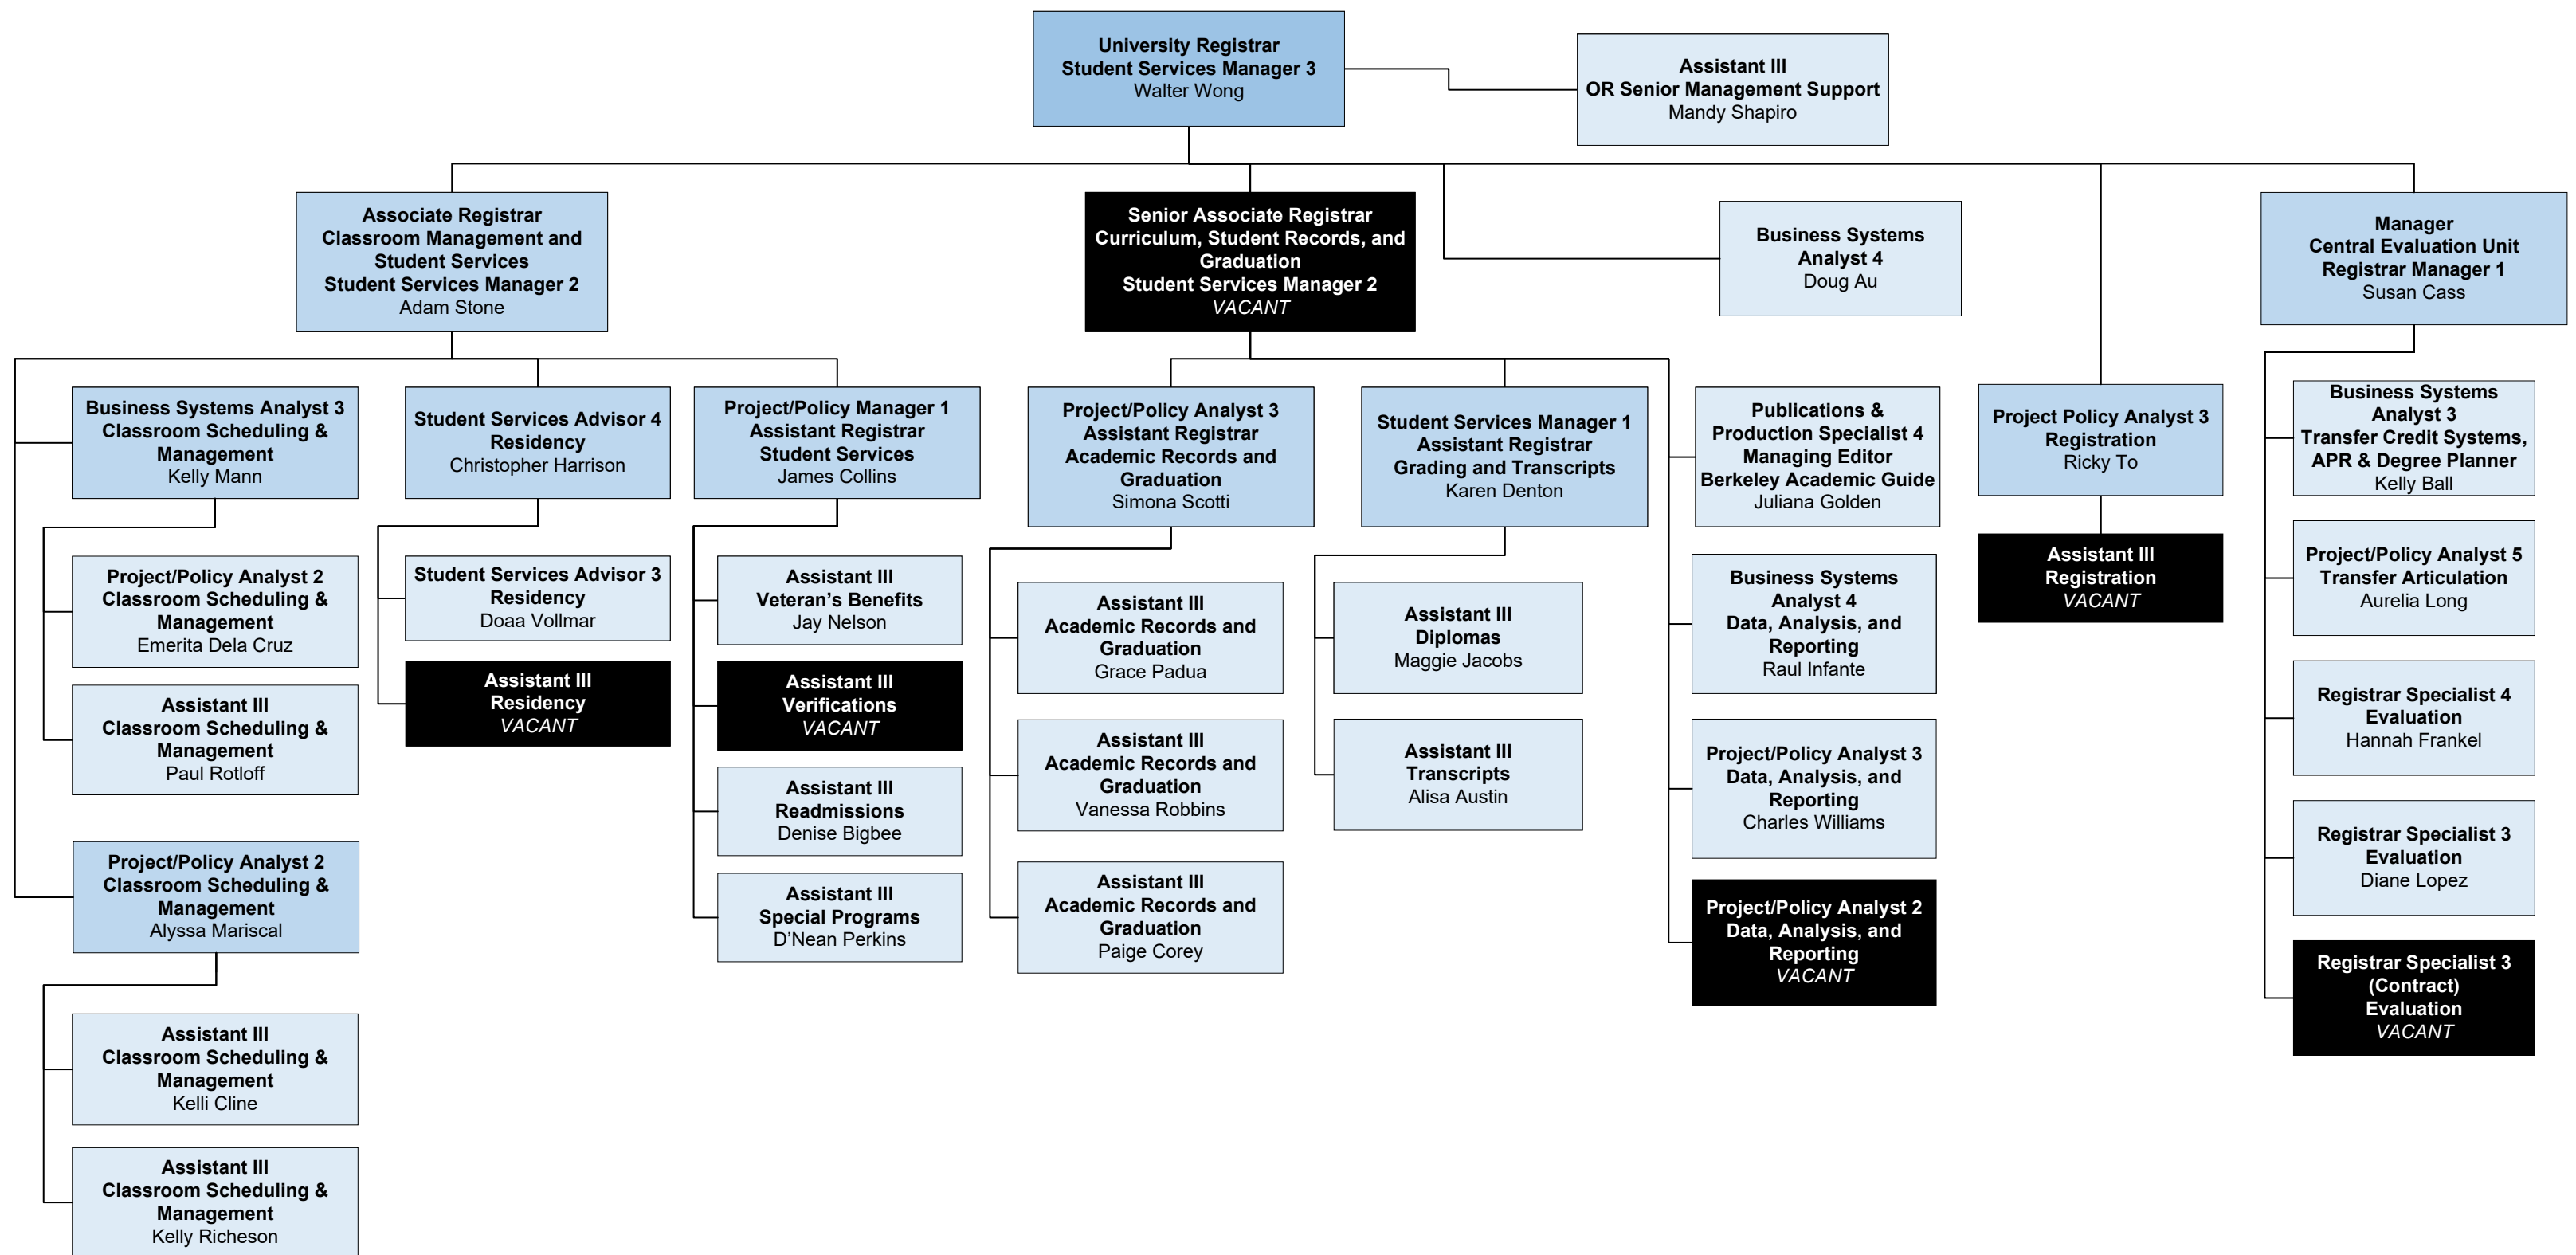 University Registrar
Student Services Manager 3
Walter Wong
Assistant III
OR Senior Management Support
Mandy Shapiro
Associate Registrar
Classroom Management and
Student Services
Student Services Manager 2
Adam Stone
Senior Associate Registrar
Curriculum, Student Records, and
Graduation
Student Services Manager 2
VACANT
Business Systems
Analyst 4
Doug Au
Manager
Central Evaluation Unit
Registrar Manager 1
Susan Cass
Business Systems Analyst 3
Classroom Scheduling &
Management
Kelly Mann
Student Services Advisor 4
Residency
Christopher Harrison
Project/Policy Manager 1
Assistant Registrar
Student Services
James Collins
Project/Policy Analyst 3
Assistant Registrar
Academic Records and
Graduation
Simona Scotti
Student Services Manager 1
Assistant Registrar
Grading and Transcripts
Karen Denton
Publications &
Production Specialist 4
Managing Editor
Berkeley Academic Guide
Juliana Golden
Project Policy Analyst 3
Registration
Ricky To
Business Systems
Analyst 3
Transfer Credit Systems,
APR & Degree Planner
Kelly Ball
Project/Policy Analyst 2
Classroom Scheduling &
Management
Emerita Dela Cruz
Student Services Advisor 3
Residency
Doaa Vollmar
Assistant III
Veteran’s Benefits
Jay Nelson
Assistant III
Academic Records and
Graduation
Grace Padua
Assistant III
Diplomas
Maggie Jacobs
Business Systems
Analyst 4
Data, Analysis, and
Reporting
Raul Infante
Assistant III
Registration
VACANT
Project/Policy Analyst 5
Transfer Articulation
Aurelia Long
Assistant III
Classroom Scheduling &
Management
Paul Rotloff
Assistant III
Residency
VACANT
Assistant III
Verifications
VACANT
Assistant III
Academic Records and
Graduation
Vanessa Robbins
Assistant III
Transcripts
Alisa Austin
Project/Policy Analyst 3
Data, Analysis, and
Reporting
Charles Williams
Registrar Specialist 4
Evaluation
Hannah Frankel
Assistant III
Readmissions
Denise Bigbee
Registrar Specialist 3
Evaluation
Diane Lopez
Project/Policy Analyst 2
Classroom Scheduling &
Management
Alyssa Mariscal
Assistant III
Special Programs
D’Nean Perkins
Assistant III
Academic Records and
Graduation
Paige Corey
Project/Policy Analyst 2
Data, Analysis, and
Reporting
VACANT
Registrar Specialist 3
(Contract)
Evaluation
VACANT
Assistant III
Classroom Scheduling &
Management
Kelli Cline
Assistant III
Classroom Scheduling &
Management
Kelly Richeson